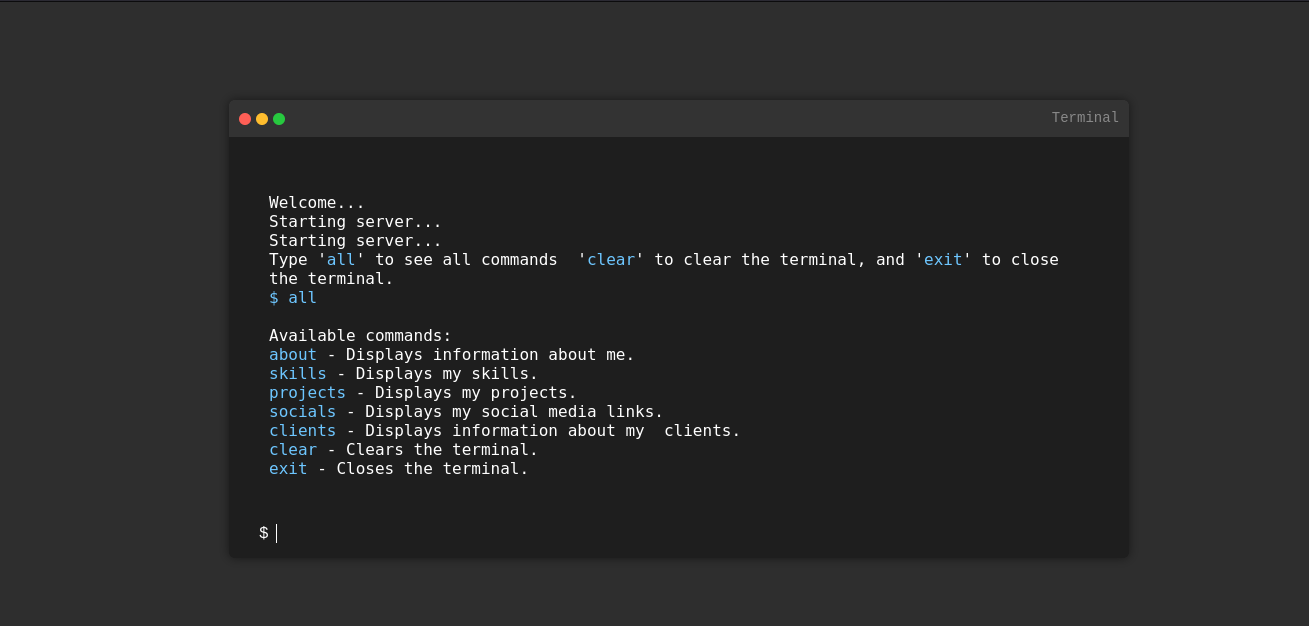 Terminal
Welcome...
Starting server...
Starting server...
Type 'all' to see all commands  'clear' to clear the terminal, and 'exit' to close
the terminal.
$ all
Available commands:
about - Displays information about me.
skills - Displays my skills.
projects - Displays my projects.
socials - Displays my social media links.
clients - Displays information about my  clients.
clear - Clears the terminal.
exit - Closes the terminal.
$